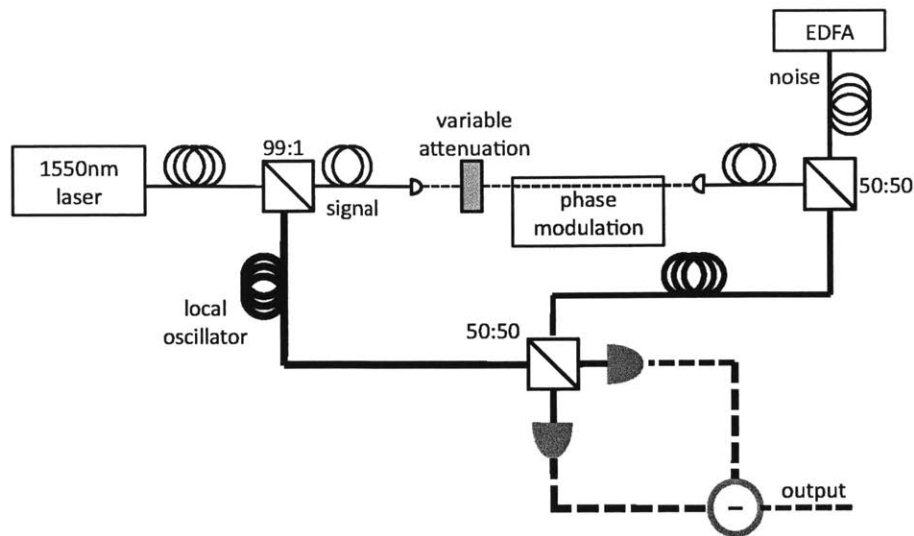 EDFA
noise
variable
attenuation
99:1
1550nm
laser
signal
50:50
phase
modulation
local
oscillator
50:50
output
–